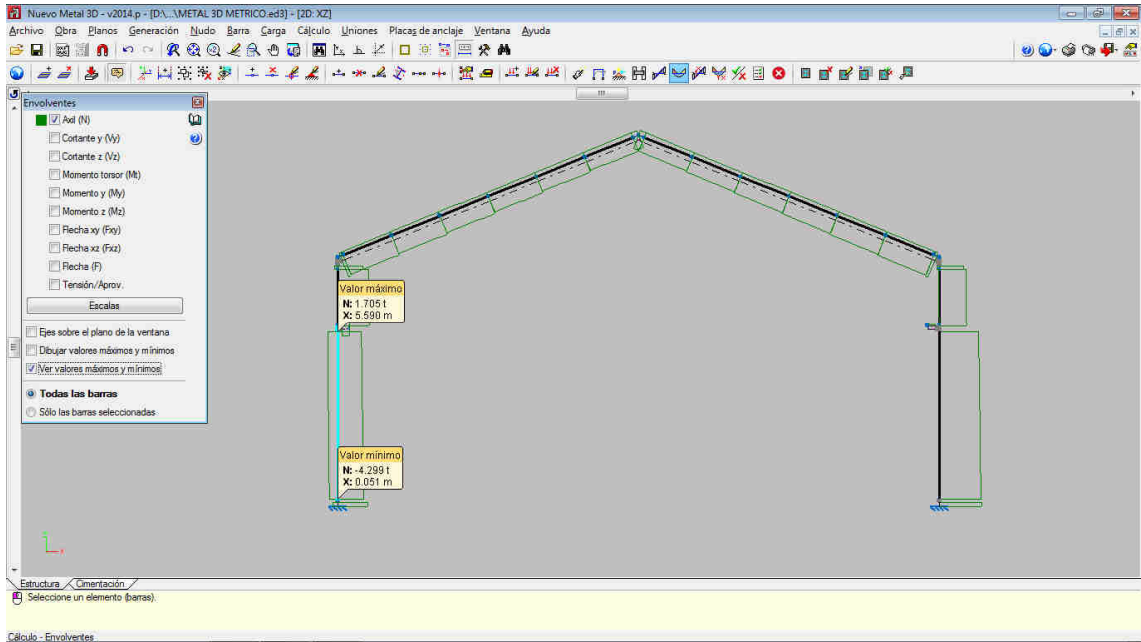 Nuevo Metal 3D - v2014.p - [D:\...\METAL 3D METRICO.ed3] - [2D: XZ]
Archivo Obra Planos Generación Nudo Barra Carga Cálculo Uniones Placas de anclaje Ventana Ayuda
Envolventes
Axil (N)
Cortante y (Vy)
Cortante z (Vz)
Momento torsor (Mt)
Momento y (My)
Momento z (Mz)
Flecha xy (Fxy)
Flecha xz (Fxz)
Flecha (F)
Tensión/Aprov.
Escalas
Ejes sobre el plano de la ventana
Dibujar valores máximos y mínimos
Ver valores máximos y mínimos
Todas las barras
Sólo las barras seleccionadas
Valor máximo
N: 1.705 t
X: 5.590 m
Valor mínimo
N: -4.299 t
X: 0.051 m
Estructura Cimentación
Seleccione un elemento (barras).
Cálculo - Envolventes